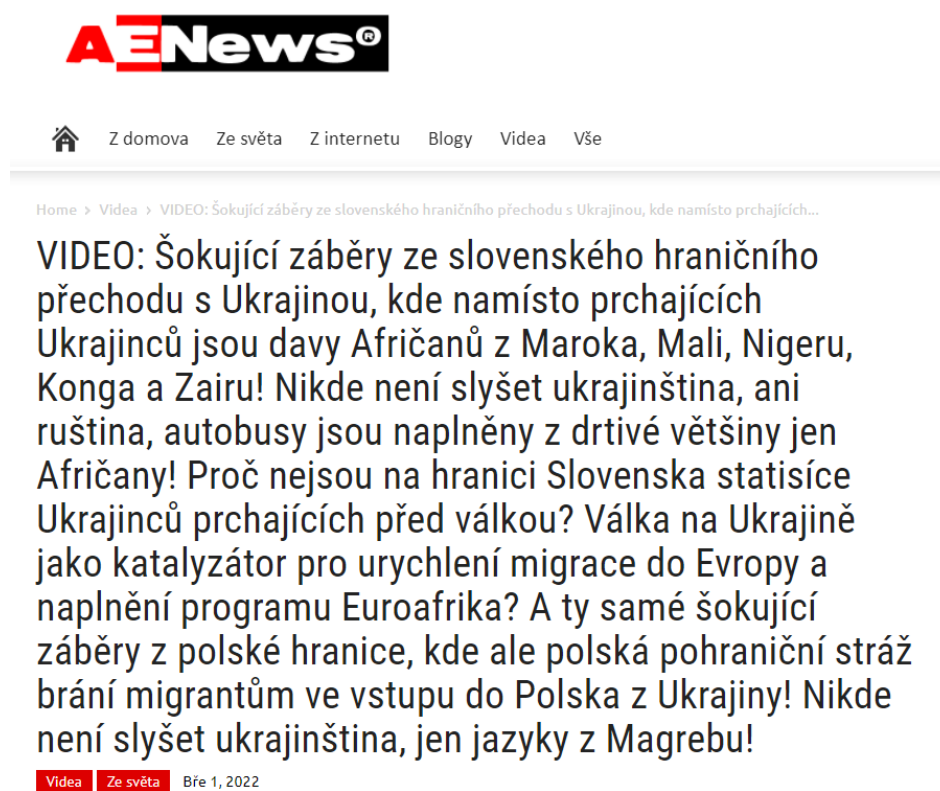 AENews®
Z domova Ze světa Z internetu Blogy Videa Vše
Home > Videa > VIDEO: Šokující záběry ze slovenského hraničního přechodu s Ukrajinou, kde namísto prchajících...
VIDEO: Šokující záběry ze slovenského hraničního
přechodu s Ukrajinou, kde namísto prchajících
Ukrajinců jsou davy Afričanů z Maroka, Mali, Nigeru,
Konga a Zairu! Nikde není slyšet ukrajinština, ani
ruština, autobusy jsou naplněny z drtivé většiny jen
Afričany! Proč nejsou na hranici Slovenska statisíce
Ukrajinců prchajících před válkou? Válka na Ukrajině
jako katalyzátor pro urychlení migrace do Evropy a
naplnění programu Euroafrika? A ty samé šokující
záběry z polské hranice, kde ale polská pohraniční stráž
brání migrantům ve vstupu do Polska z Ukrajiny! Nikde
není slyšet ukrajinština, jen jazyky z Magrebu!
Videa Ze světa Bře 1, 2022